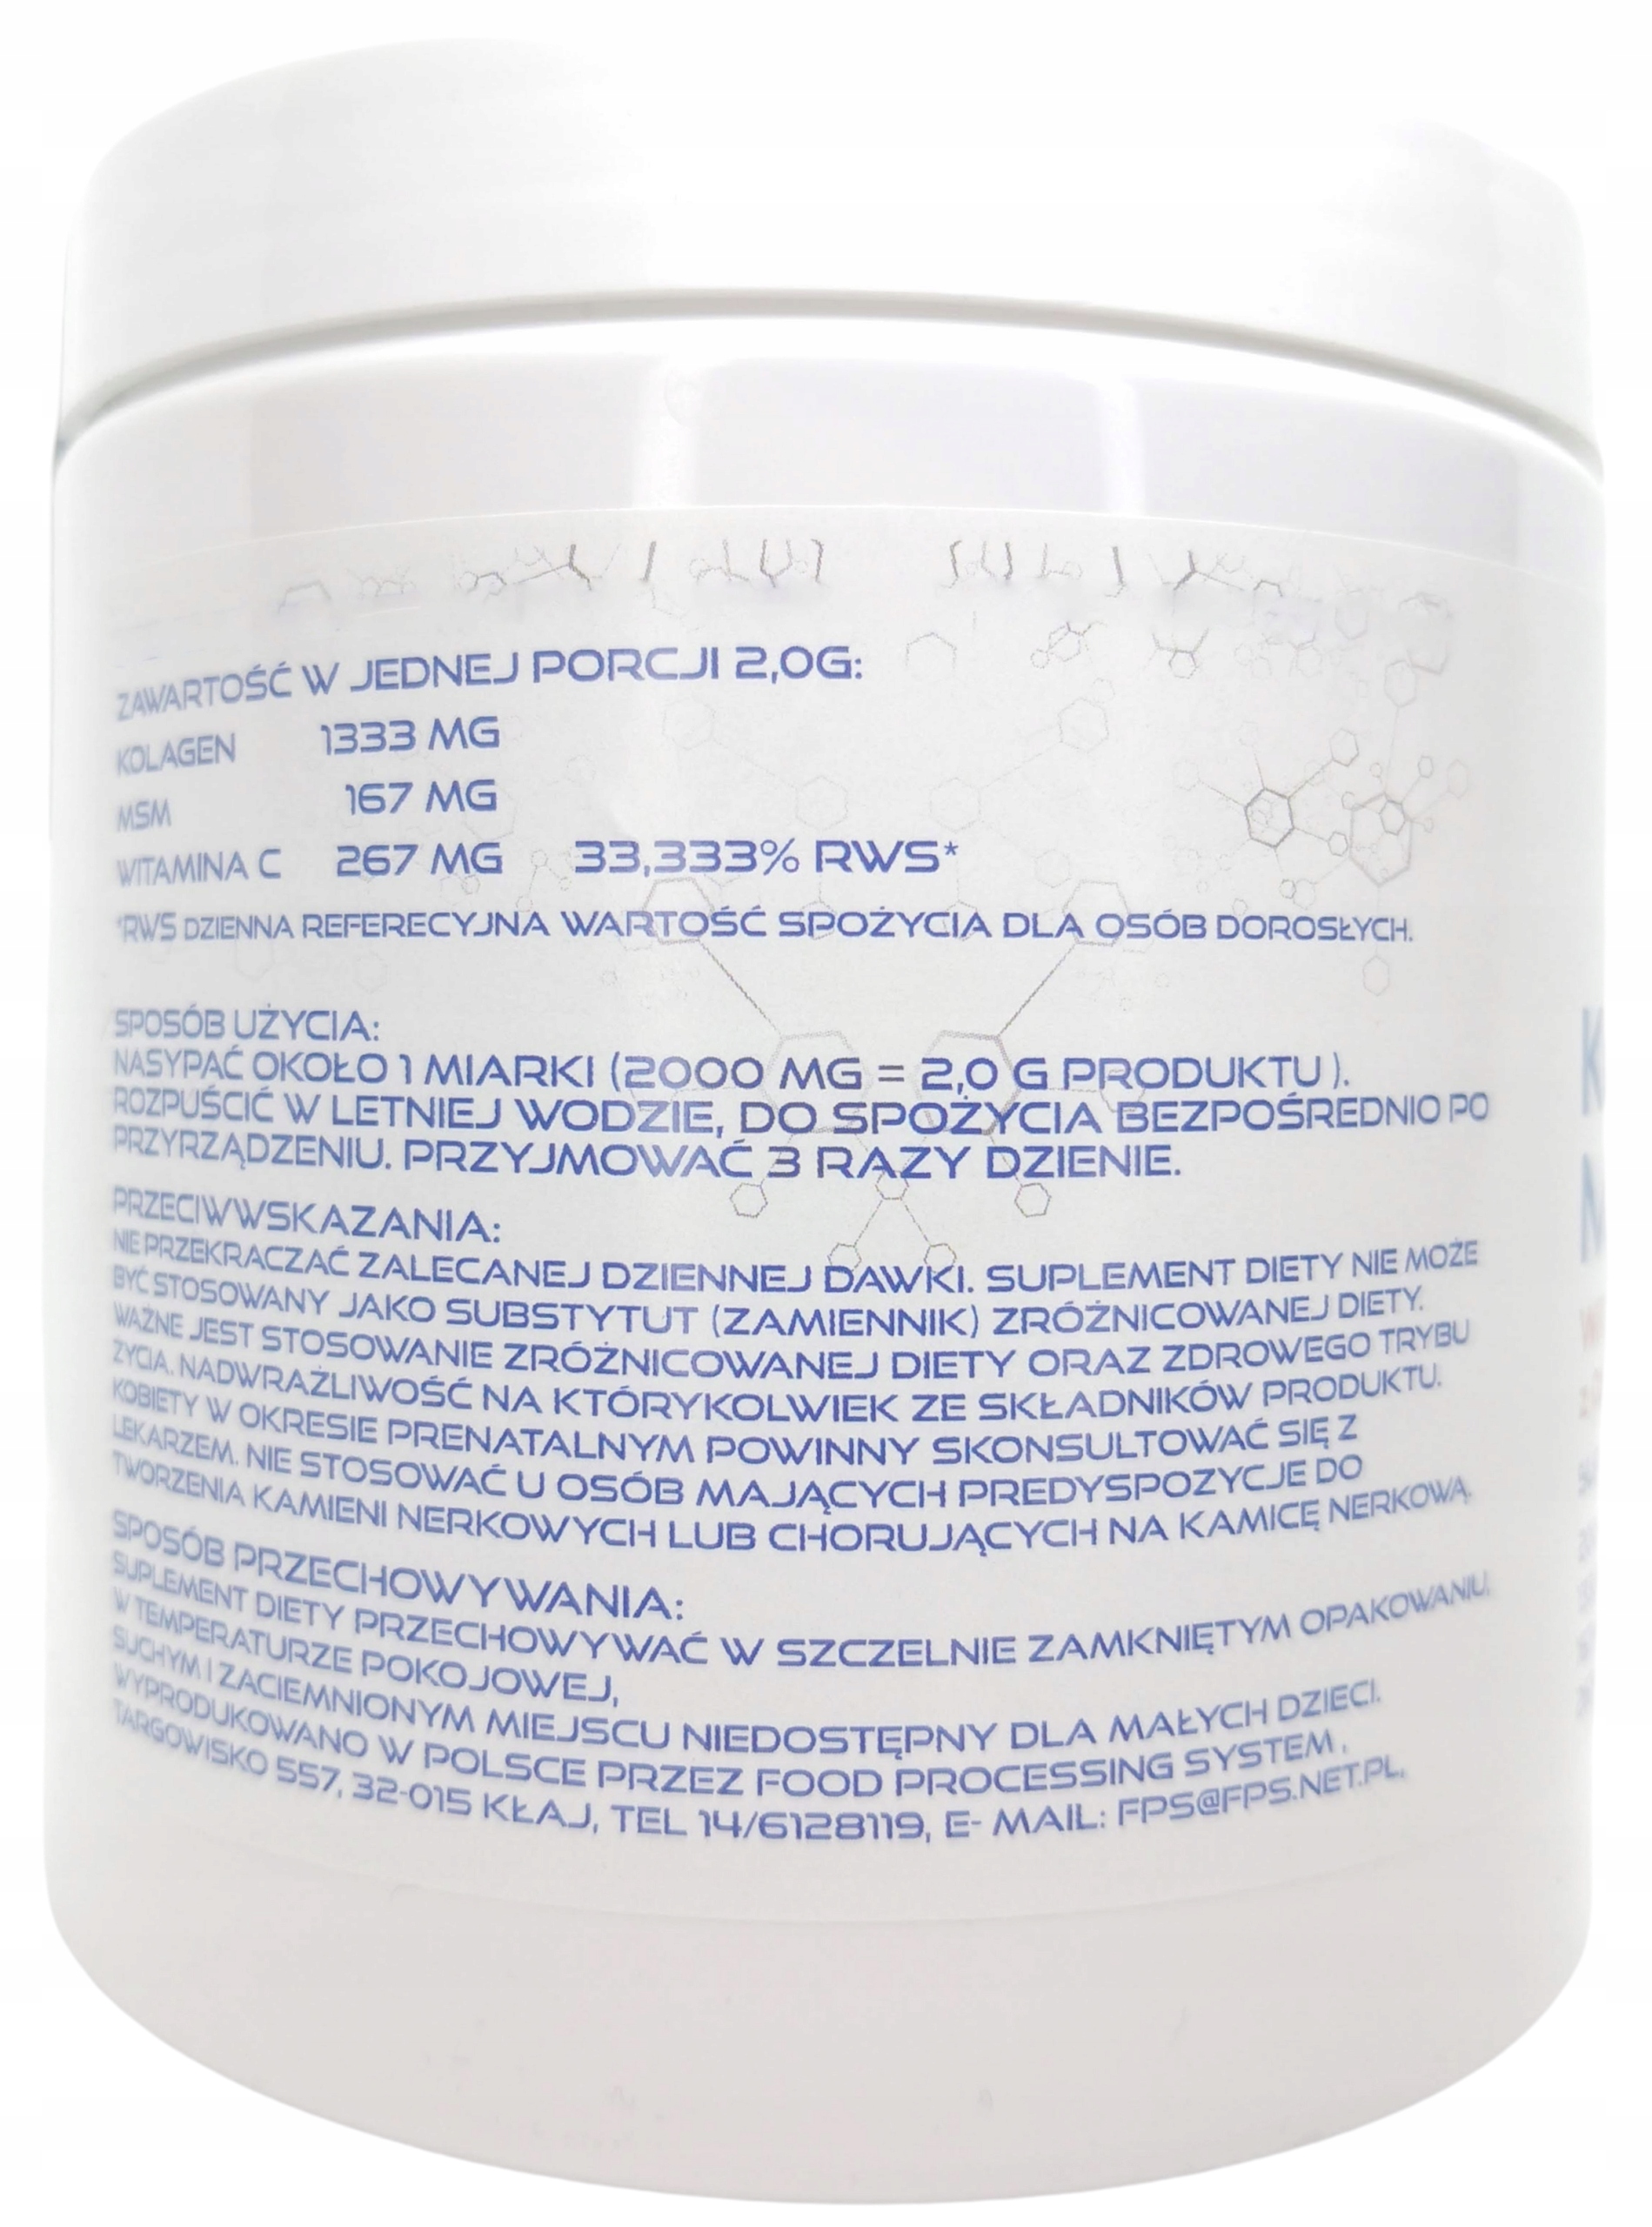 ZAWARTOŚĆ W JEDNEJ PORCJI 2,0G:
KOLAGEN 1333 MG
MSM 167 MG
WITAMINA C 267 MG 33,333% RWS*
*RWS DZIENNA REFERECYJNA WARTOŚĆ SPOŻYCIA DLA OSÓB DOROSŁYCH.
SPOSÓB UŻYCIA:
NASYPAĆ OKOŁO 1 MIARKI (2000 MG = 2,0 G PRODUKTU ).
ROZPUŚCIĆ W LETNIEJ WODZIE, DO SPOŻYCIA BEZPOŚREDNIO PO
PRZYRZĄDZENIU. PRZYJMOWAĆ 3 RAZY DZIENIE.
PRZECIWWSKAZANIA:
NIE PRZEKRACZAĆ ZALECANEJ DZIENNEJ DAWKI. SUPLEMENT DIETY NIE MOŻE
BYĆ STOSOWANY JAKO SUBSTYTUT (ZAMIENNIK) ZRÓŻNICOWANEJ DIETY.
WAŻNE JEST STOSOWANIE ZRÓŻNICOWANEJ DIETY ORAZ ZDROWEGO TRYBU
ŻYCIA. NADWRAŻLIWOŚĆ NA KTÓRYKOLWIEK ZE SKŁADNIKÓW PRODUKTU.
KOBIETY W OKRESIE PRENATALNYM POWINNY SKONSULTOWAĆ SIĘ Z
LEKARZEM. NIE STOSOWAĆ U OSÓB MAJĄCYCH PREDYSPOZYCJE DO
TWORZENIA KAMIENI NERKOWYCH LUB CHORUJĄCYCH NA KAMICĘ NERKOWĄ.
SPOSÓB PRZECHOWYWANIA:
SUPLEMENT DIETY PRZECHOWYWAĆ W SZCZELNIE ZAMKNIĘTYM OPAKOWANIU,
W TEMPERATURZE POKOJOWEJ,
SUCHYM I ZACIEMNIONYM MIEJSCU NIEDOSTĘPNY DLA MAŁYCH DZIECI.
WYPRODUKOWANO W POLSCE PRZEZ FOOD PROCESSING SYSTEM ,
TARGOWISKO 557, 32-015 KŁAJ, TEL 14/6128119, E- MAIL: FPS@FPS.NET.PL,